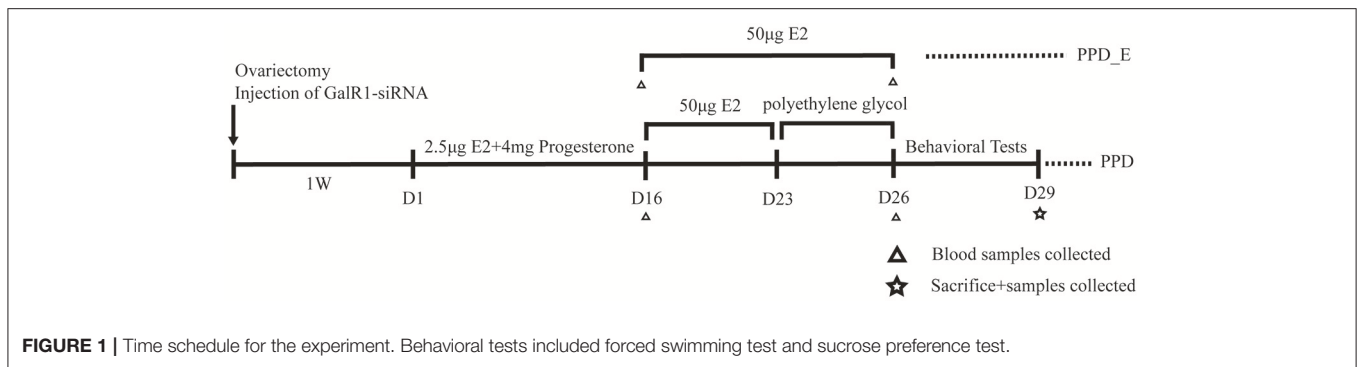 50μg E2
PPD_E
Ovariectomy
Injection of GalR1-siRNA
50μg E2 polyethylene glycol
2.5μg E2+4mg Progesterone Behavioral Tests
PPD
1W
D1 D16 D23 D26 D29
Blood samples collected
Sacrifice+samples collected
FIGURE 1 | Time schedule for the experiment. Behavioral tests included forced swimming test and sucrose preference test.